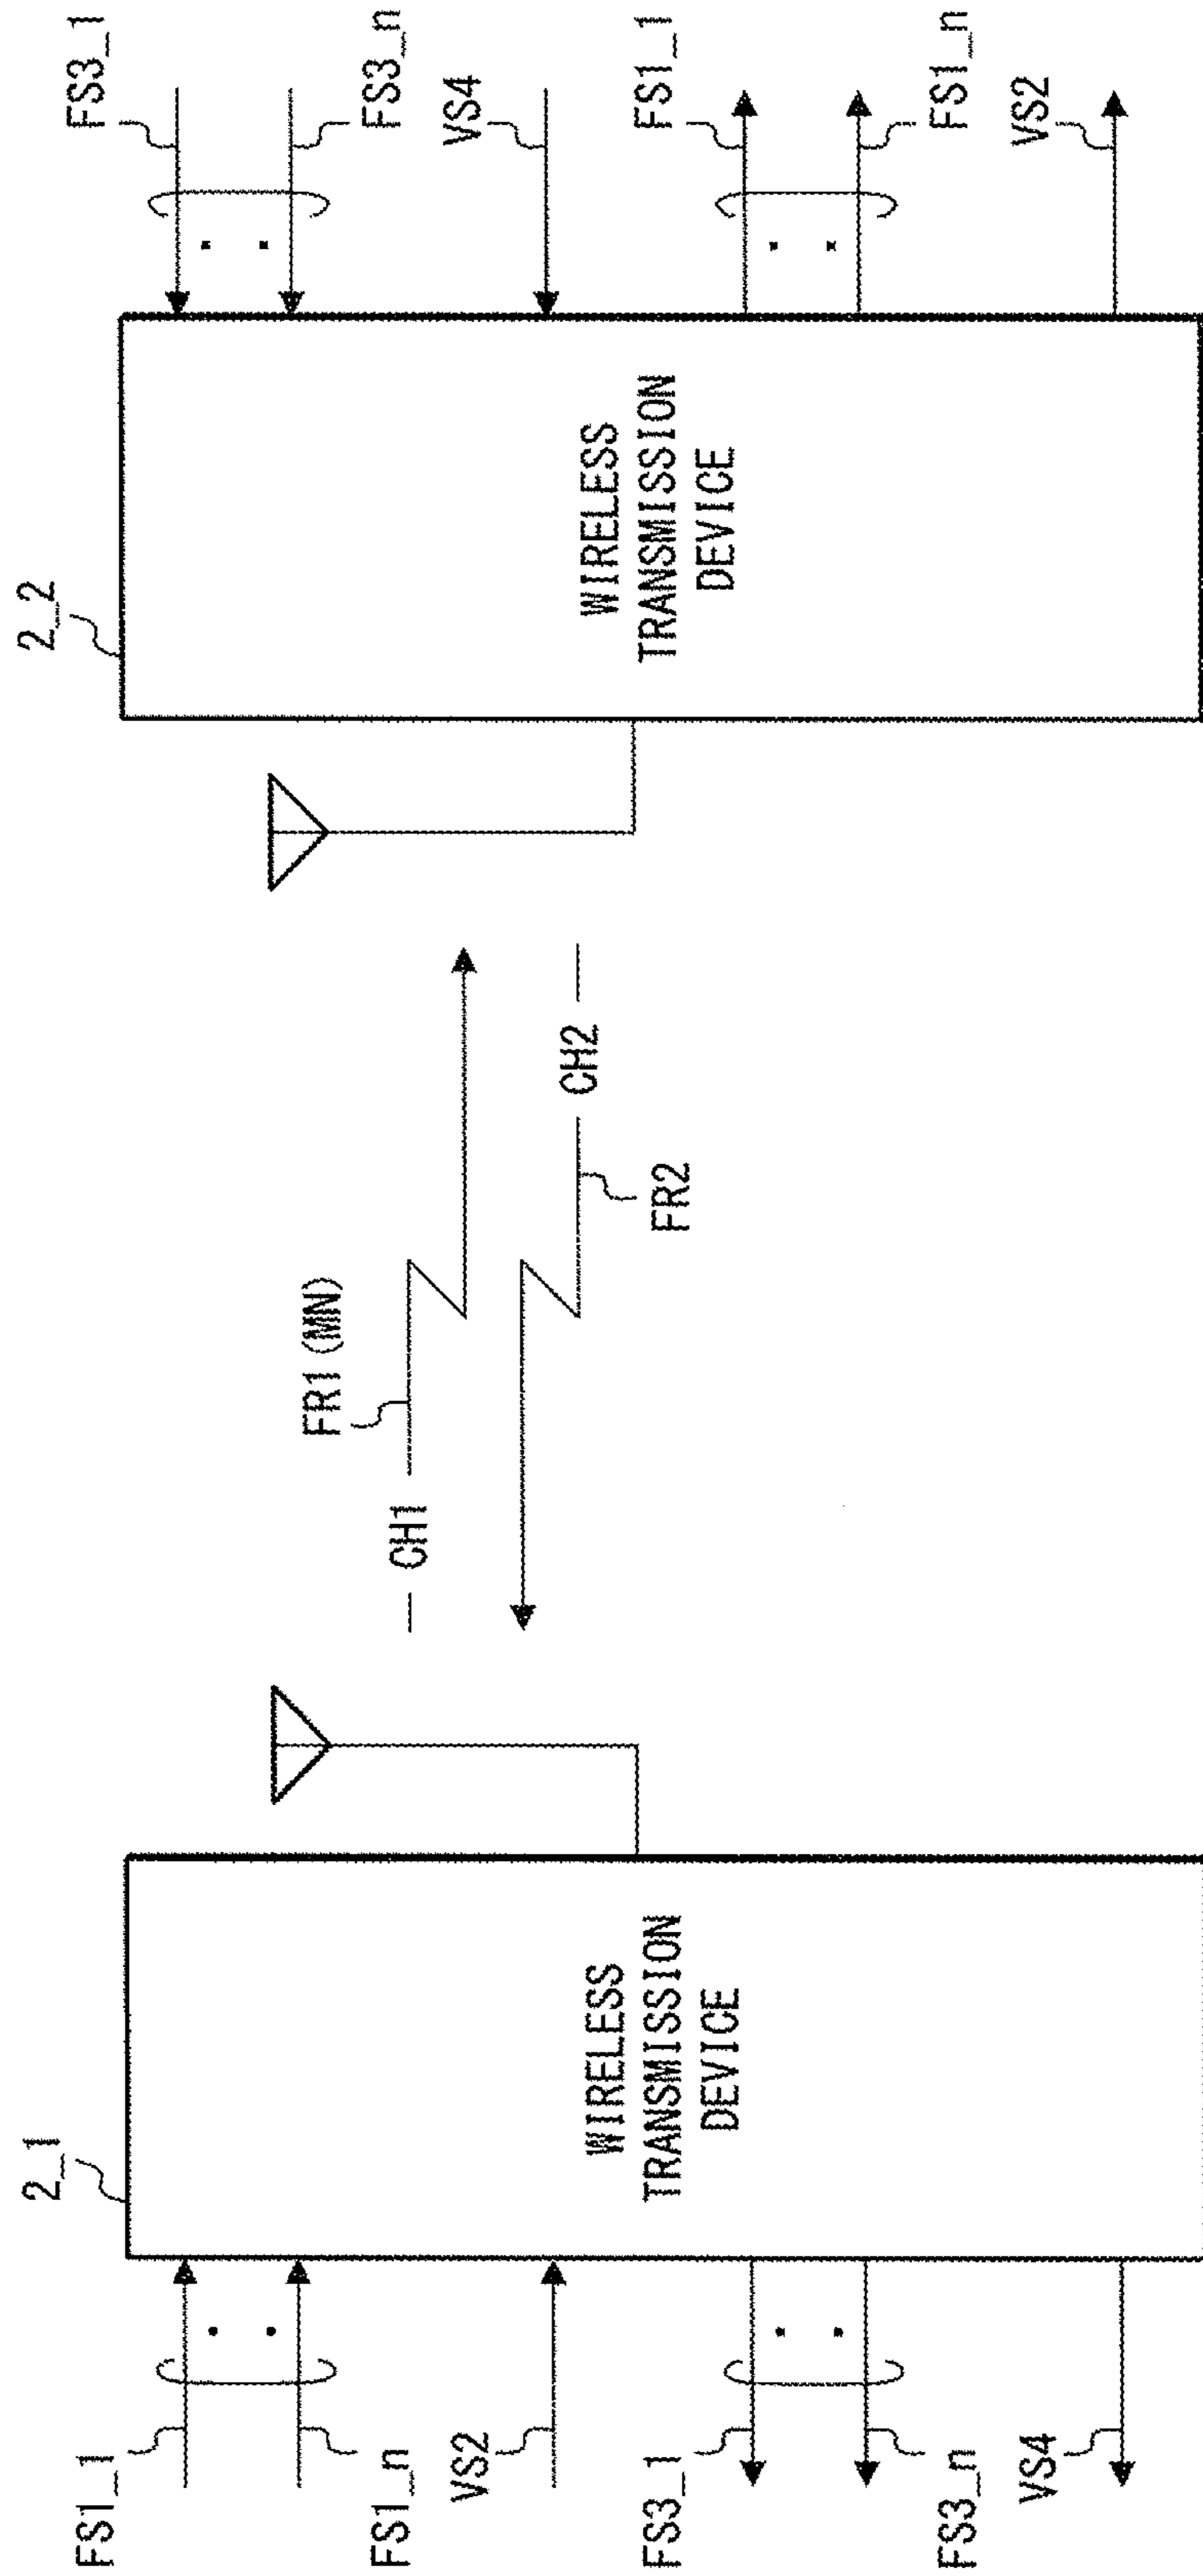 2_1
FS1_1
FS1_n
VS2
FS3_1
FS3_n
VS4
WIRELESS
TRANSMISSION
DEVICE
FR1(MN)
CH1
CH2
FR2
2_2
WIRELESS
TRANSMISSION
DEVICE
FS3_1
FS3_n
VS4
FS1_1
FS1_n
VS2